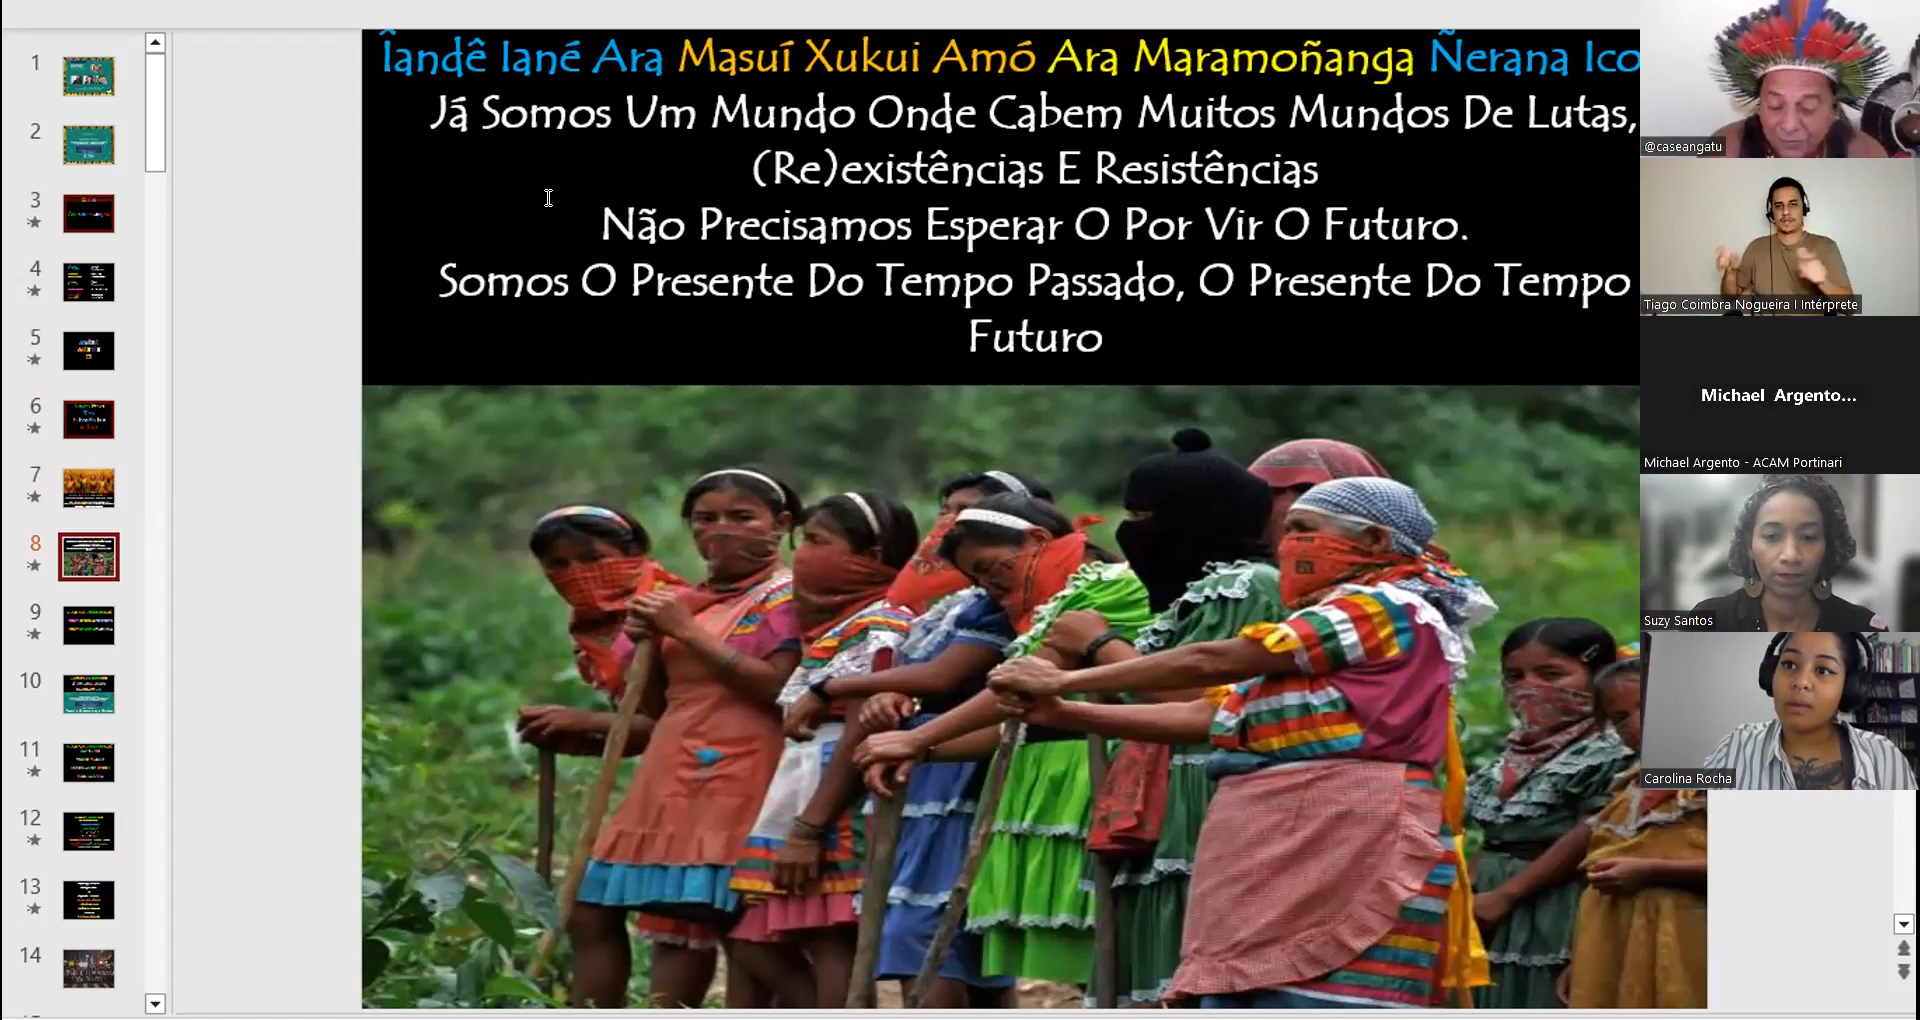 Îandê Iané Ara Masuí Xukui Amó Ara Maramoñanga Ñerana Ico
Já Somos Um Mundo Onde Cabem Muitos Mundos De Lutas,
(Re)existências E Resistências
Não Precisamos Esperar O Por Vir O Futuro.
Somos O Presente Do Tempo Passado, O Presente Do Tempo
Futuro
1
2
3
4
5
6
7
8
9
10
11
12
13
14
@caseangatu
Tiago Coimbra Nogueira I Intérprete
Michael Argento...
Michael Argento - ACAM Portinari
Suzy Santos
Carolina Rocha